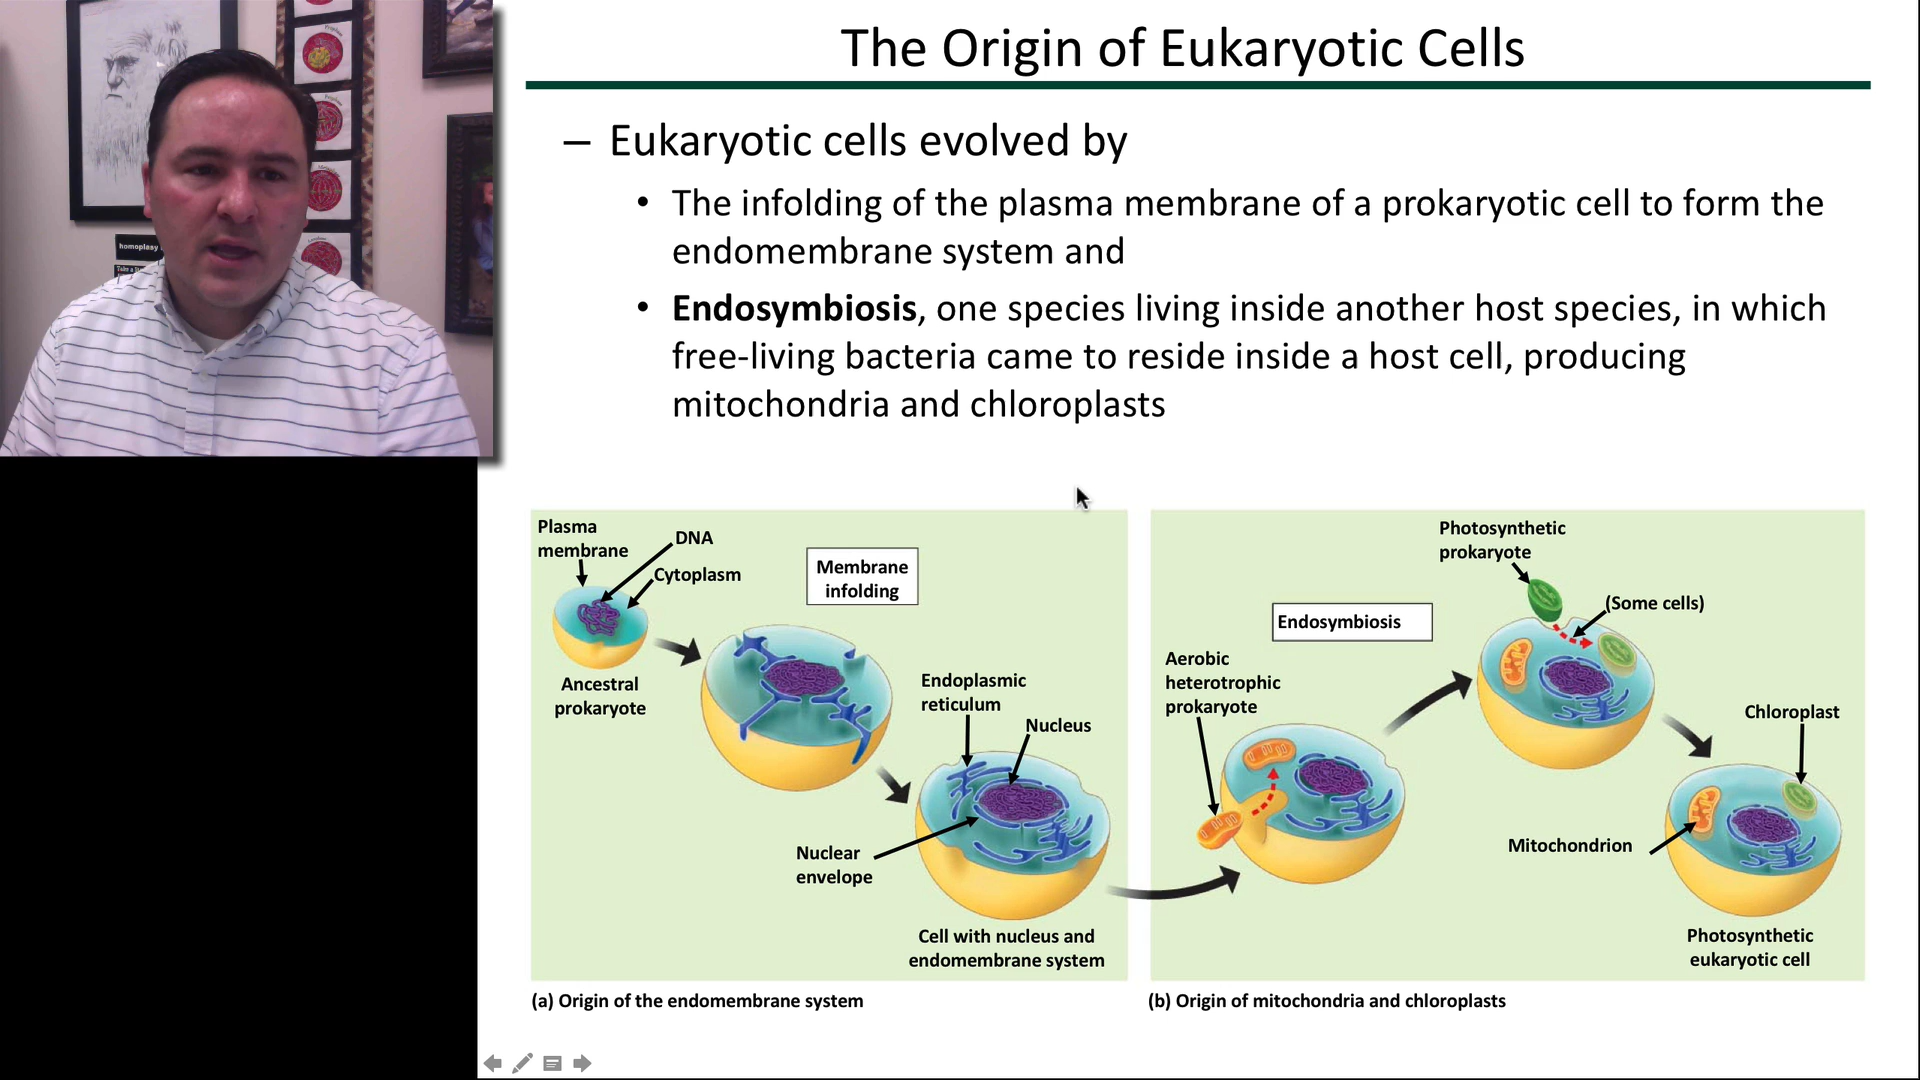 The Origin of Eukaryotic Cells
– Eukaryotic cells evolved by
• The infolding of the plasma membrane of a prokaryotic cell to form the
endomembrane system and
• Endosymbiosis, one species living inside another host species, in which
free-living bacteria came to reside inside a host cell, producing
mitochondria and chloroplasts
homoplasy
Plasma
membrane
DNA
Cytoplasm
Membrane
infolding
Ancestral
prokaryote
Endoplasmic
reticulum
Nucleus
Nuclear
envelope
Cell with nucleus and
endomembrane system
(a) Origin of the endomembrane system
Photosynthetic
prokaryote
(Some cells)
Endosymbiosis
Aerobic
heterotrophic
prokaryote
Chloroplast
Mitochondrion
Photosynthetic
eukaryotic cell
(b) Origin of mitochondria and chloroplasts